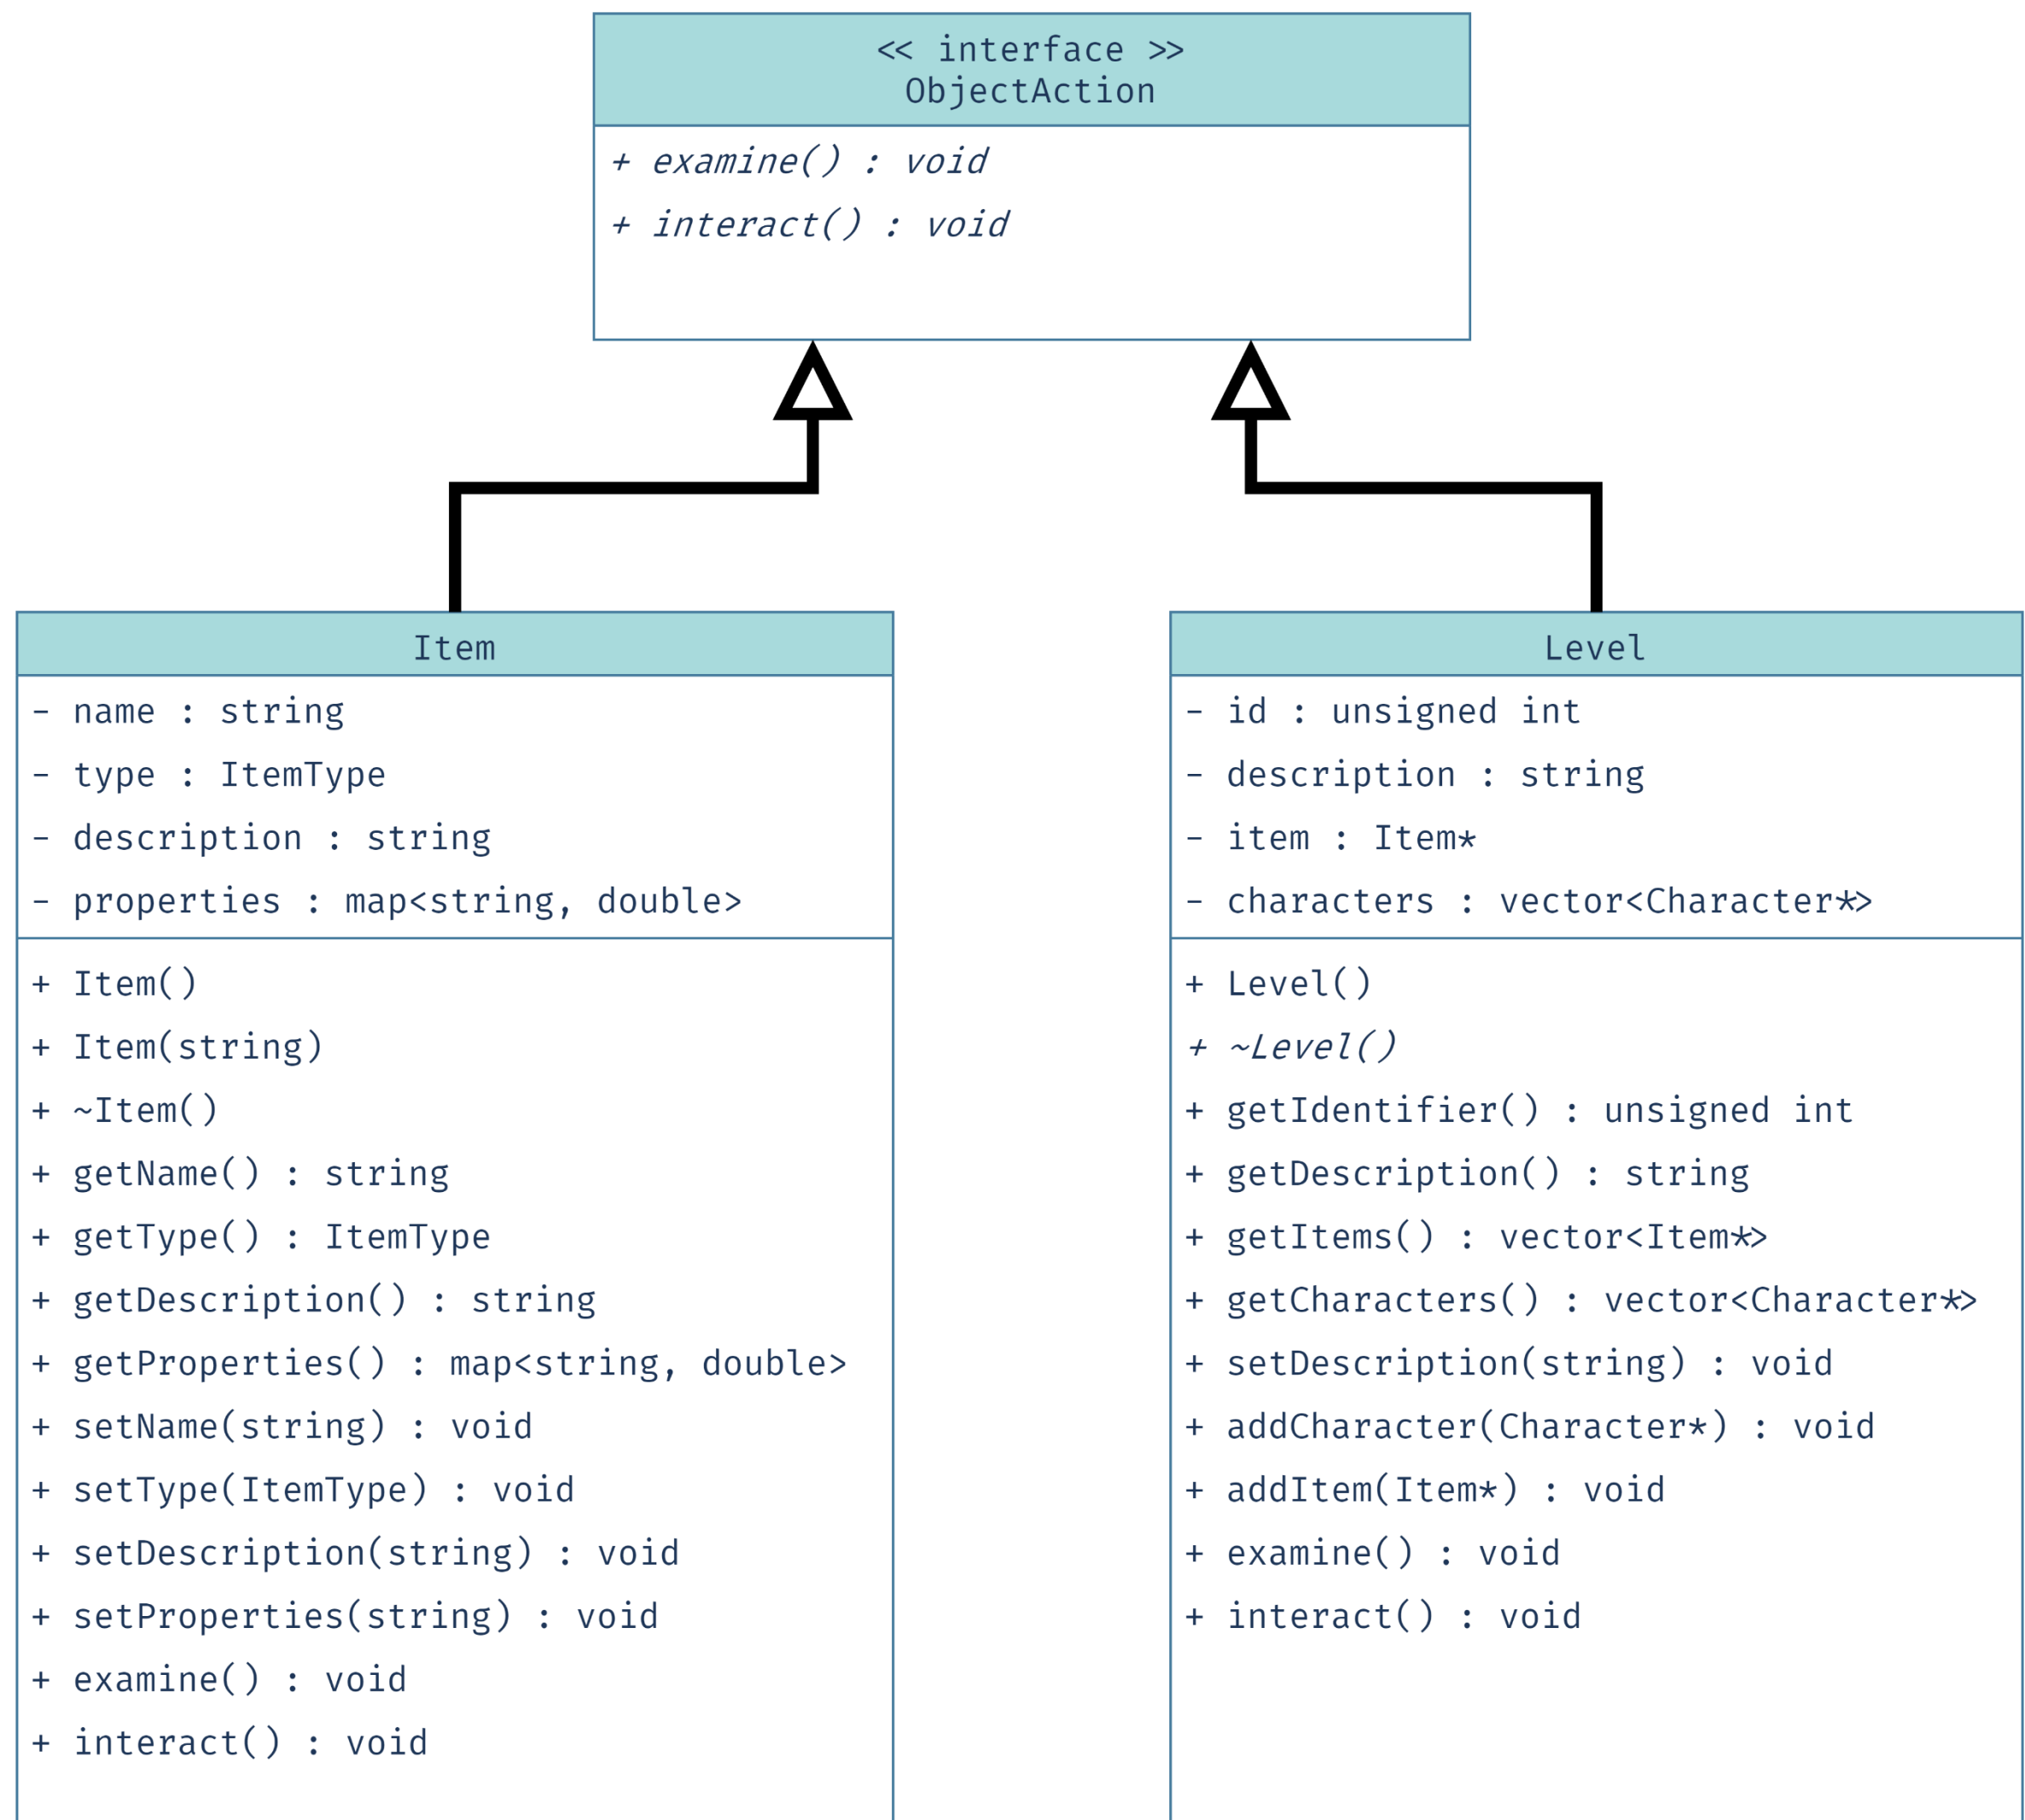 << interface >>
ObjectAction
+ examine() : void
+ interact() : void
Item
- name : string
- type : ItemType
- description : string
- properties : map<string, double>
+ Item()
+ Item(string)
+ ~Item()
+ getName() : string
+ getType() : ItemType
+ getDescription() : string
+ getProperties() : map<string, double>
+ setName(string) : void
+ setType(ItemType) : void
+ setDescription(string) : void
+ setProperties(string) : void
+ examine() : void
+ interact() : void
Level
- id : unsigned int
- description : string
- item : Item*
- characters : vector<Character*>
+ Level()
+ ~Level()
+ getIdentifier() : unsigned int
+ getDescription() : string
+ getItems() : vector<Item*>
+ getCharacters() : vector<Character*>
+ setDescription(string) : void
+ addCharacter(Character*) : void
+ addItem(Item*) : void
+ examine() : void
+ interact() : void